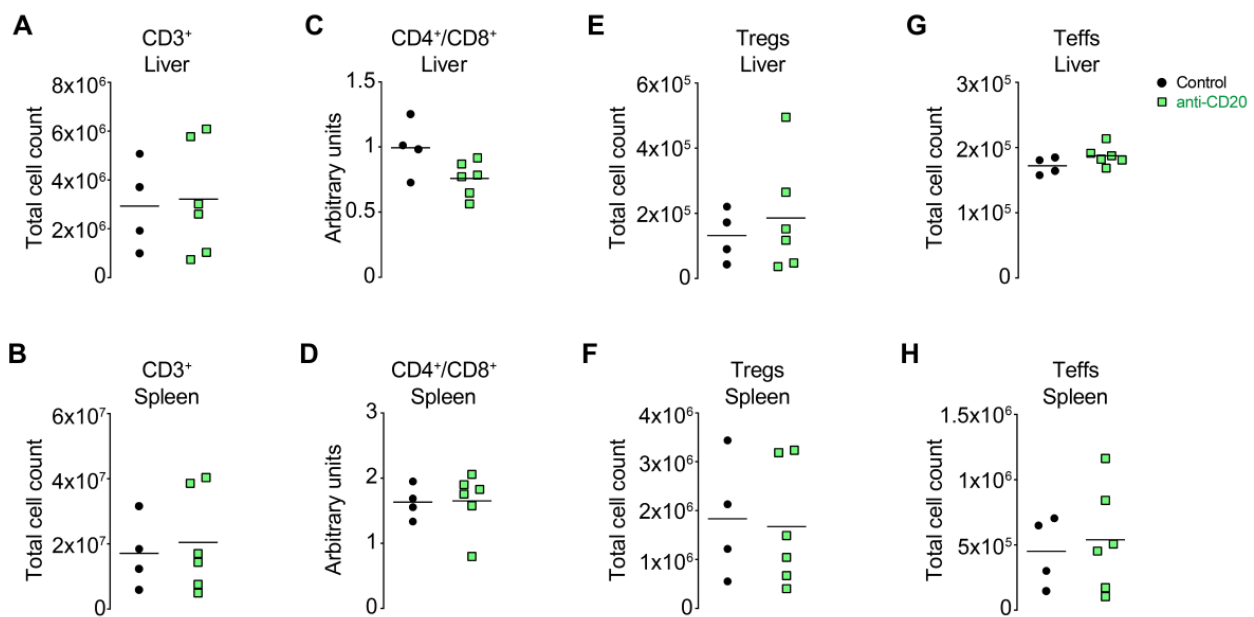 A
CD3⁺
Liver
8x10⁶
6x10⁶
4x10⁶
2x10⁶
0
Total cell count
C
CD4⁺/CD8⁺
Liver
1.5
1
0.5
0
Arbitrary units
E
Tregs
Liver
6x10⁵
4x10⁵
2x10⁵
0
Total cell count
G
Teffs
Liver
3x10⁵
2x10⁵
1x10⁵
0
Total cell count
Control
anti-CD20
B
CD3⁺
Spleen
6x10⁷
4x10⁷
2x10⁷
0
Total cell count
D
CD4⁺/CD8⁺
Spleen
3
2
1
0
Arbitrary units
F
Tregs
Spleen
4x10⁶
3x10⁶
2x10⁶
1x10⁶
0
Total cell count
H
Teffs
Spleen
1.5x10⁶
1x10⁶
5x10⁵
0
Total cell count